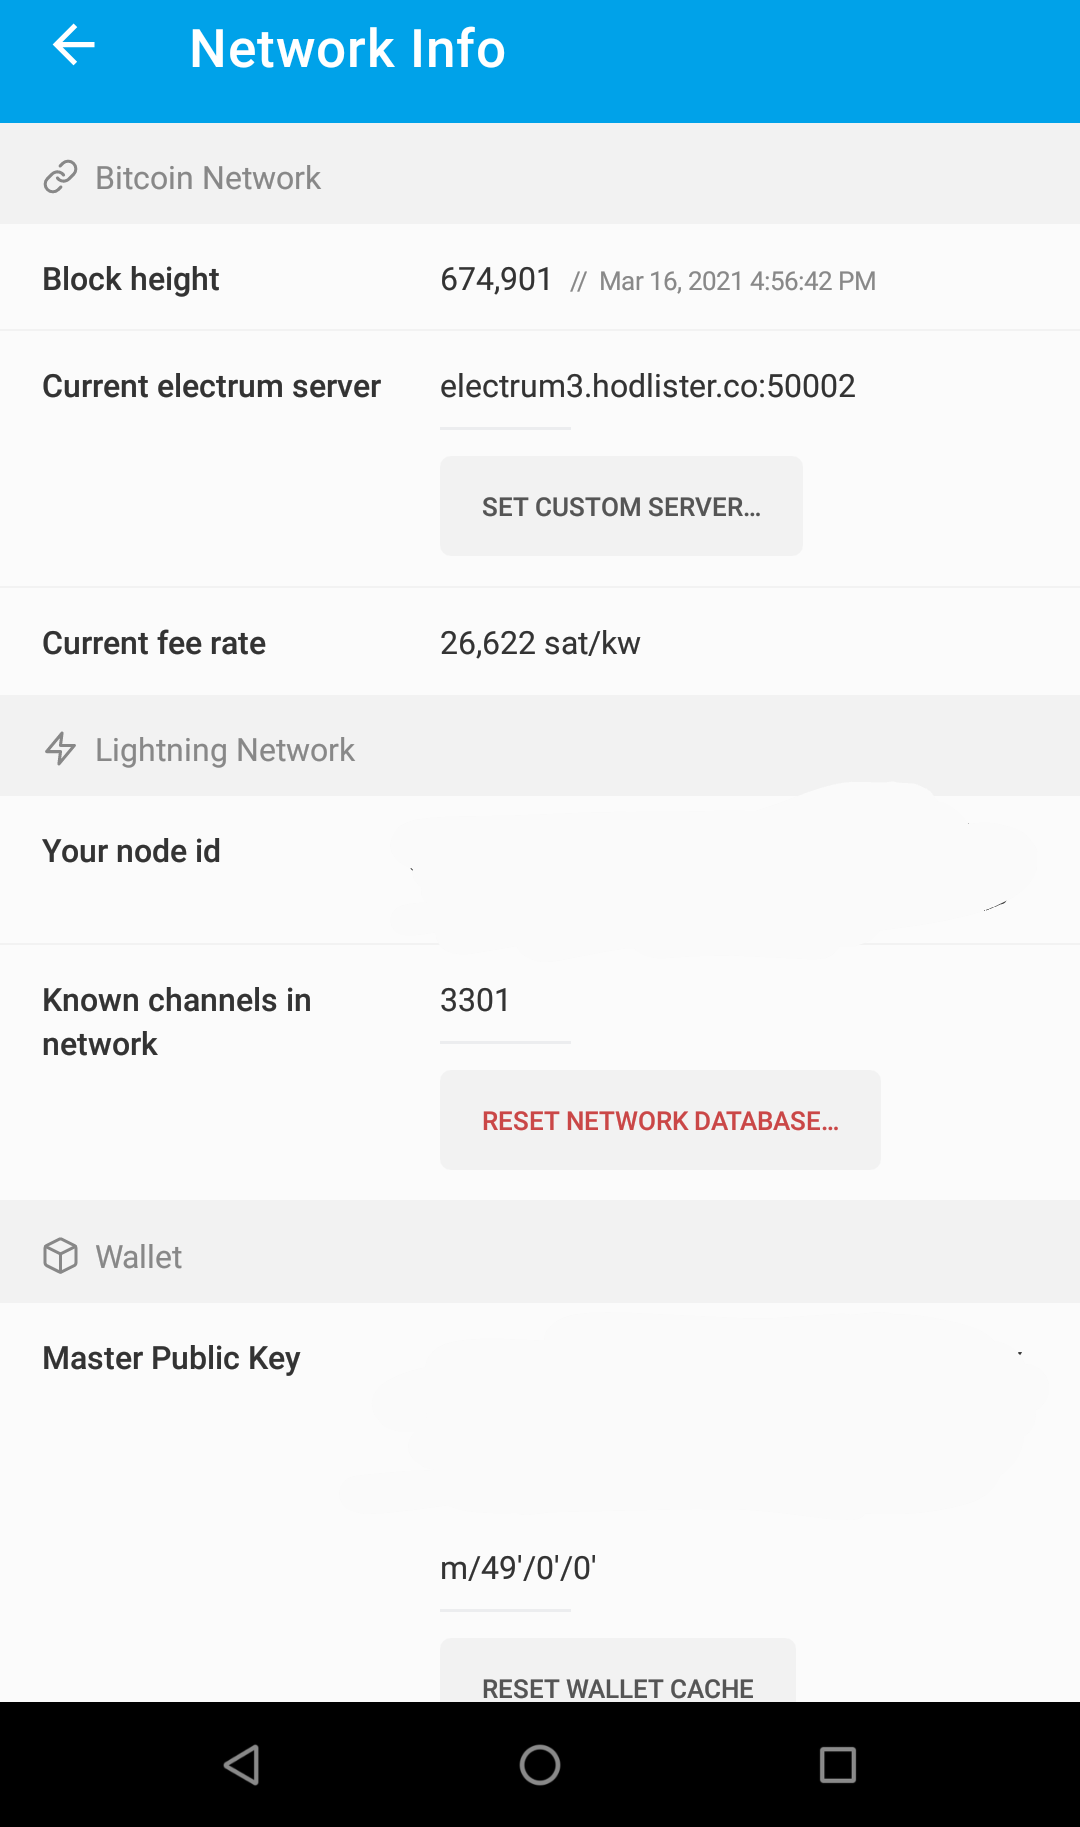 Network Info
Bitcoin Network
Block height
674,901 // Mar 16, 2021 4:56:42 PM
Current electrum server
electrum3.hodlister.co:50002
SET CUSTOM SERVER...
Current fee rate
26,622 sat/kw
Lightning Network
Your node id
Known channels in
network
3301
RESET NETWORK DATABASE...
Wallet
Master Public Key
m/49'/0'/0'
RESET WALLET CACHE